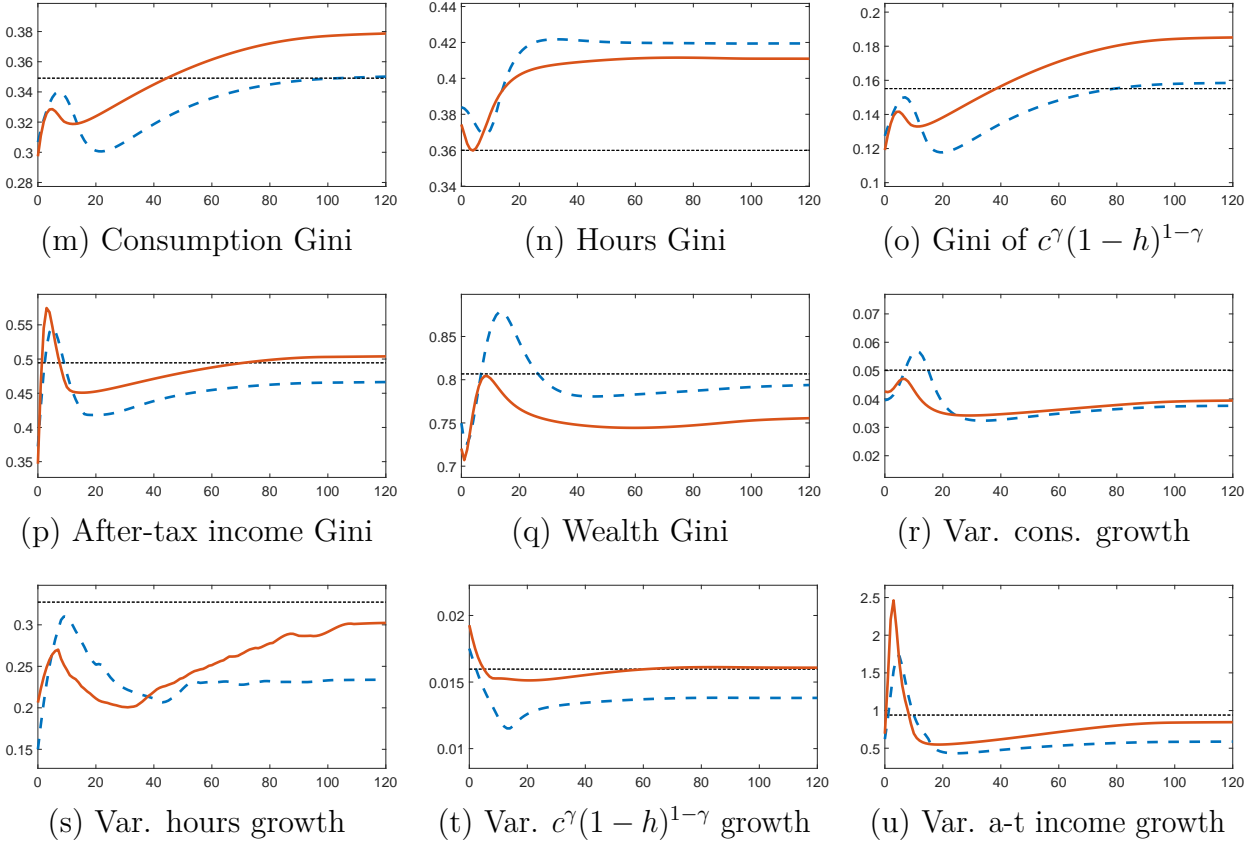 0.38
0.36
0.34
0.32
0.3
0.28
0 20 40 60 80 100 120
(m) Consumption Gini
0.42
0.4
0.38
0.36
0.34
0 20 40 60 80 100 120
(n) Hours Gini
0.2
0.18
0.16
0.14
0.12
0.1
0 20 40 60 80 100 120
(o) Gini of c^γ(1 − h)^{1−γ}
0.55
0.5
0.45
0.4
0.35
0 20 40 60 80 100 120
(p) After-tax income Gini
0.85
0.8
0.75
0.7
0 20 40 60 80 100 120
(q) Wealth Gini
0.07
0.06
0.05
0.04
0.03
0.02
0 20 40 60 80 100 120
(r) Var. cons. growth
0.3
0.25
0.2
0.15
0 20 40 60 80 100 120
(s) Var. hours growth
0.02
0.015
0.01
0 20 40 60 80 100 120
(t) Var. c^γ(1 − h)^{1−γ} growth
2.5
2
1.5
1
0.5
0 20 40 60 80 100 120
(u) Var. a-t income growth